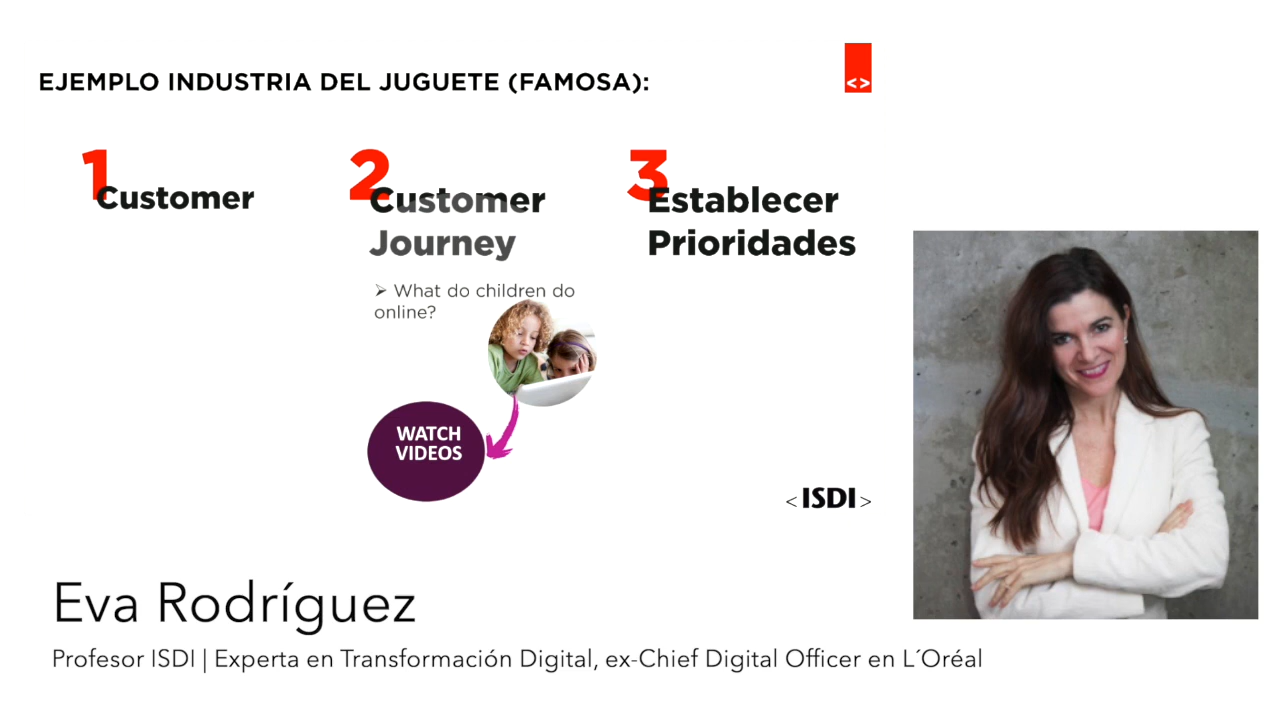 EJEMPLO INDUSTRIA DEL JUGUETE (FAMOSA):
<>
1
Customer
2
Customer
Journey
➢ What do children do
online?
WATCH
VIDEOS
3
Establecer
Prioridades
<ISDI>
Eva Rodríguez
Profesor ISDI | Experta en Transformación Digital, ex-Chief Digital Officer en L´Oréal